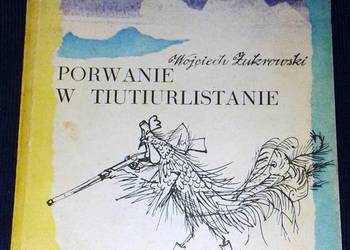 Wojciech Żukrowski
PORWANIE
W TIUTIURLISTANIE